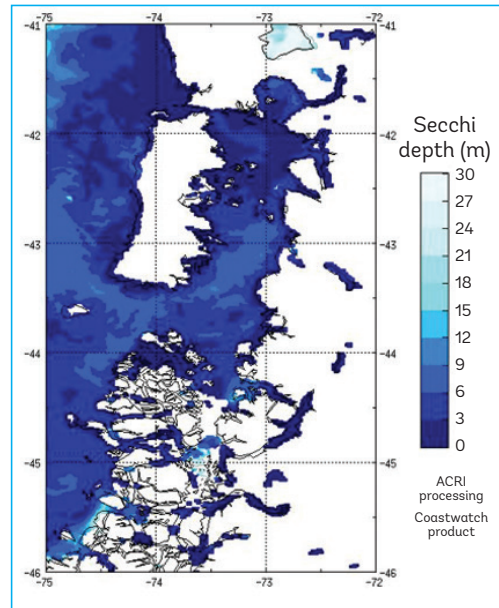 -75 -74 -73 -72
-41 -41
-42 -42
-43 -43
-44 -44
-45 -45
-46 -46
-75 -74 -73 -72
Secchi
depth (m)
30
27
24
21
18
15
12
9
6
3
0
ACRI
processing
Coastwatch
product